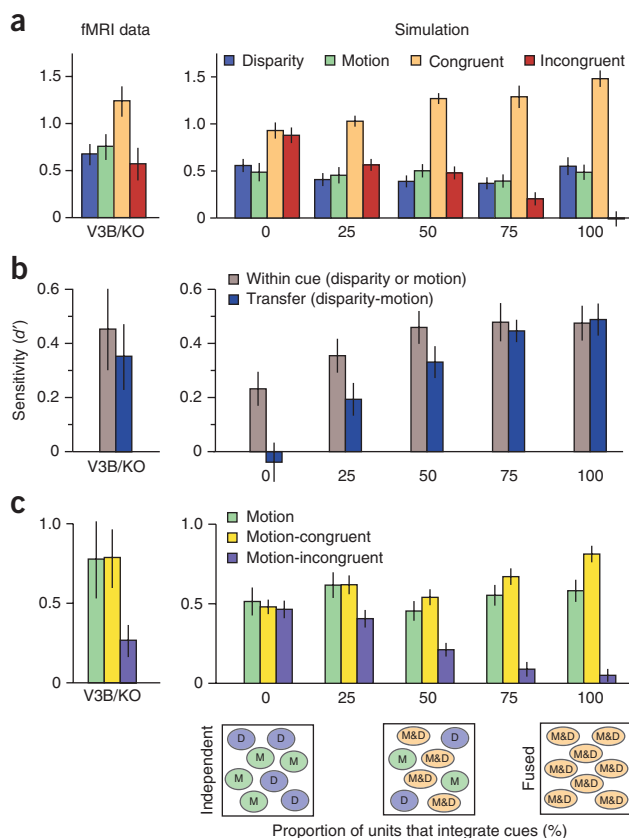 a
fMRI data
Simulation
Disparity Motion Congruent Incongruent
1.5
1.0
0.5
0
V3B/KO
1.5
1.0
0.5
0
0 25 50 75 100
b
Sensitivity (d′)
0.6
0.4
0.2
0
V3B/KO
Within cue (disparity or motion)
Transfer (disparity-motion)
0.6
0.4
0.2
0
0 25 50 75 100
c
1.0
0.5
0
V3B/KO
Motion
Motion-congruent
Motion-incongruent
1.0
0.5
0
0 25 50 75 100
Independent
D D
M M
M D
M D
M&D D
M M&D
M&D M
D M&D
Fused
M&D M&D
M&D
M&D M&D
M&D
M&D M&D
Proportion of units that integrate cues (%)